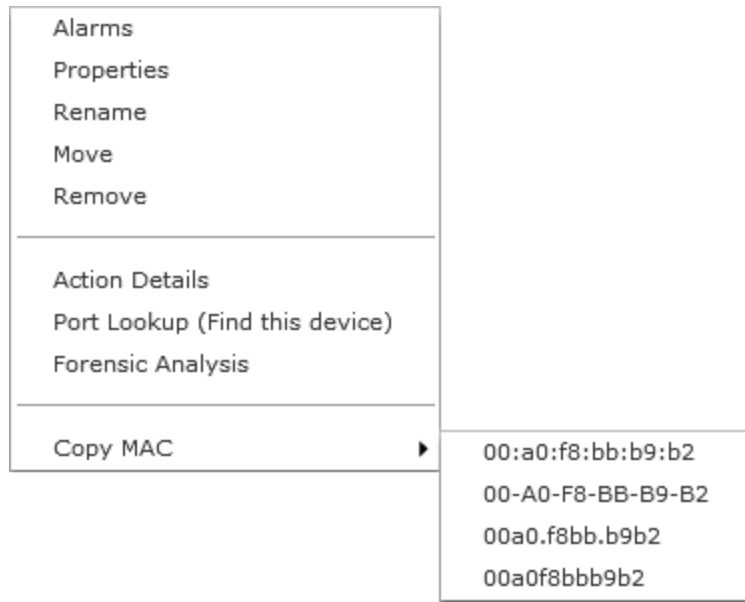 Alarms
Properties
Rename
Move
Remove
Action Details
Port Lookup (Find this device)
Forensic Analysis
Copy MAC
00:a0:f8:bb:b9:b2
00-A0-F8-BB-B9-B2
00a0.f8bb.b9b2
00a0f8bbb9b2